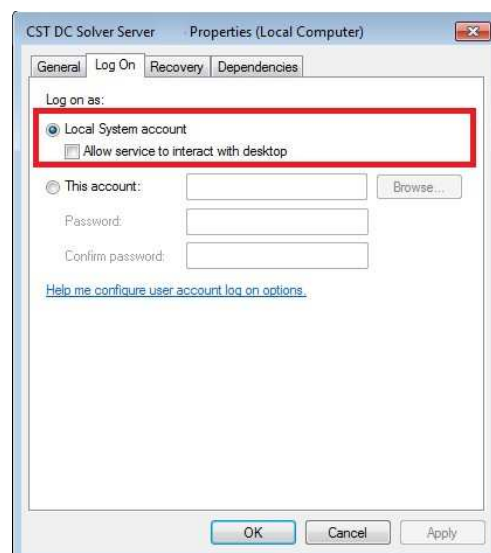 CST DC Solver Server Properties (Local Computer)
General Log On Recovery Dependencies
Log on as:
Local System account
Allow service to interact with desktop
This account:
Browse...
Password:
Confirm password:
Help me configure user account log on options.
OK Cancel Apply